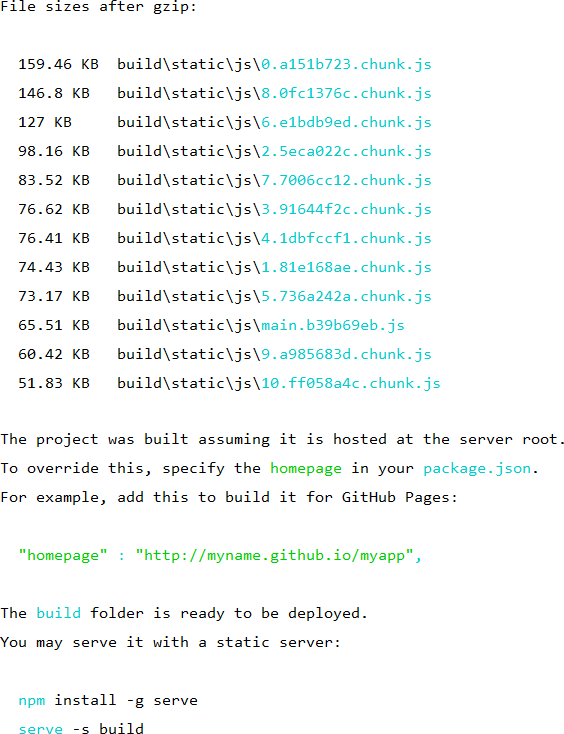 File sizes after gzip:
159.46 KB  build\static\js\0.a151b723.chunk.js
146.8 KB   build\static\js\8.0fc1376c.chunk.js
127 KB     build\static\js\6.e1bdb9ed.chunk.js
98.16 KB   build\static\js\2.5eca022c.chunk.js
83.52 KB   build\static\js\7.7006cc12.chunk.js
76.62 KB   build\static\js\3.91644f2c.chunk.js
76.41 KB   build\static\js\4.1dbfccf1.chunk.js
74.43 KB   build\static\js\1.81e168ae.chunk.js
73.17 KB   build\static\js\5.736a242a.chunk.js
65.51 KB   build\static\js\main.b39b69eb.js
60.42 KB   build\static\js\9.a985683d.chunk.js
51.83 KB   build\static\js\10.ff058a4c.chunk.js
The project was built assuming it is hosted at the server root.
To override this, specify the homepage in your package.json.
For example, add this to build it for GitHub Pages:
"homepage" : "http://myname.github.io/myapp",
The build folder is ready to be deployed.
You may serve it with a static server:
npm install -g serve
serve -s build